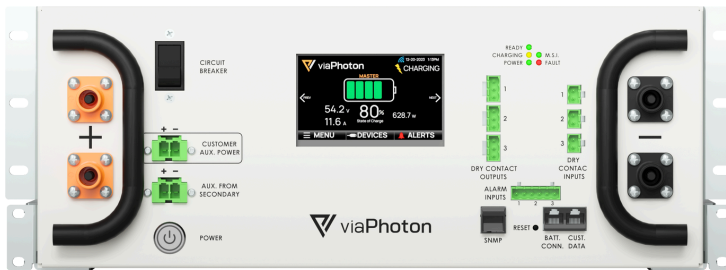 CIRCUIT
BREAKER
+ −
CUSTOMER
AUX. POWER
+ −
AUX. FROM
SECONDARY
POWER
+
viaPhoton
12-05-2020 1:12PM
MASTER
CHARGING
54.2 V
11.6 A
80%
State of Charge
628.7 W
MENU
DEVICES
ALERTS
viaPhoton
READY
CHARGING
M.S.I.
POWER
FAULT
1
2
3
DRY CONTACT
OUTPUTS
1
2
3
DRY
CONTAC
INPUTS
ALARM
INPUTS
1 2 3
SNMP
RESET
BATT.
CONN.
CUST.
DATA
−